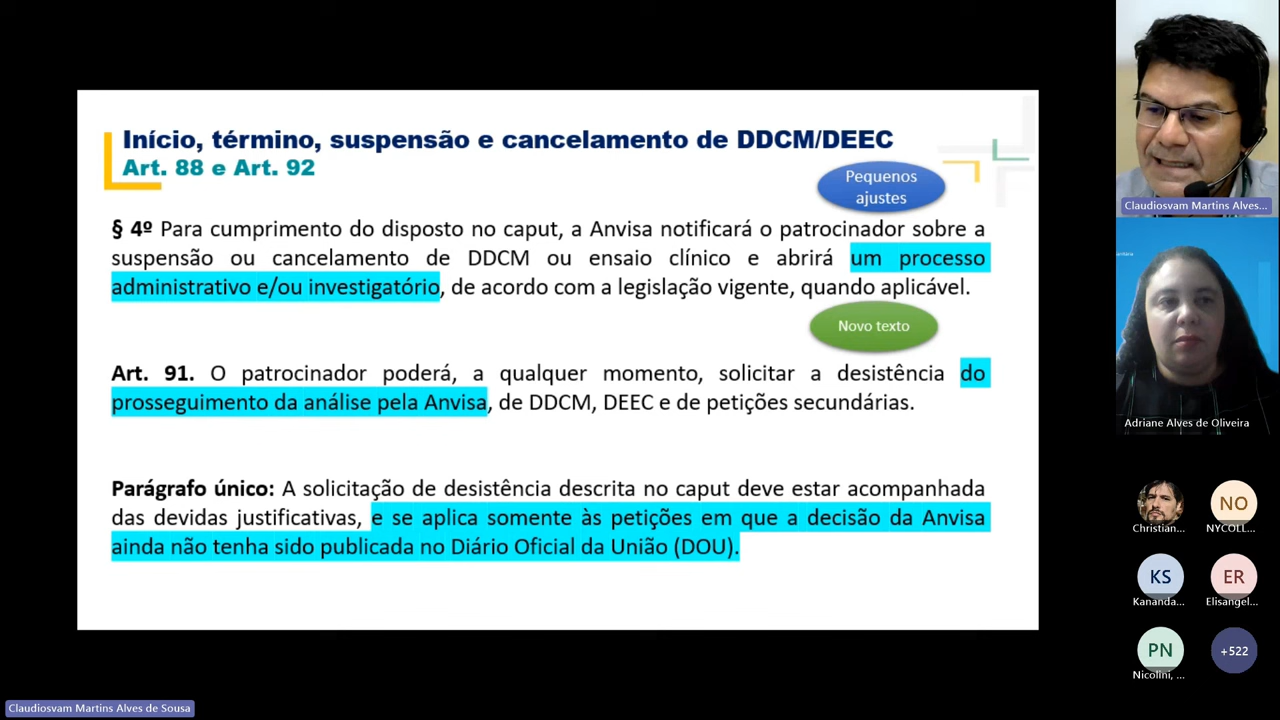 Início, término, suspensão e cancelamento de DDCM/DEEC
Art. 88 e Art. 92
Pequenos
ajustes
§ 4º Para cumprimento do disposto no caput, a Anvisa notificará o patrocinador sobre a
suspensão ou cancelamento de DDCM ou ensaio clínico e abrirá um processo
administrativo e/ou investigatório, de acordo com a legislação vigente, quando aplicável.
Novo texto
Art. 91. O patrocinador poderá, a qualquer momento, solicitar a desistência do
prosseguimento da análise pela Anvisa, de DDCM, DEEC e de petições secundárias.
Parágrafo único: A solicitação de desistência descrita no caput deve estar acompanhada
das devidas justificativas, e se aplica somente às petições em que a decisão da Anvisa
ainda não tenha sido publicada no Diário Oficial da União (DOU).
Claudiosvam Martins Alves...
Adriane Alves de Oliveira
Christian...
NO
NYCOLL...
KS
Kananda...
ER
Elisangel...
PN
Nicolini, ...
+522
Claudiosvam Martins Alves de Sousa